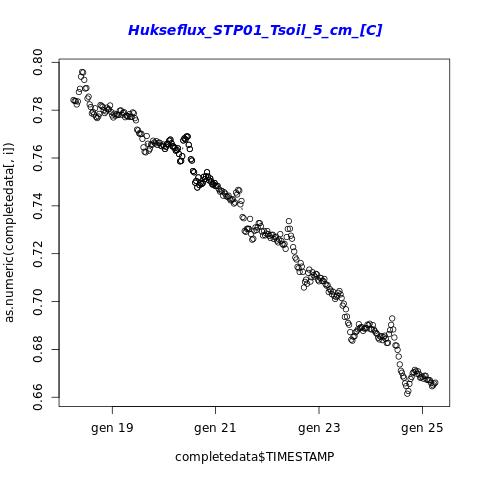 Hukseflux_STP01_Tsoil_5_cm_[C]
as.numeric(completedata[, i])
0.80
0.78
0.76
0.74
0.72
0.70
0.68
0.66
gen 19 gen 21 gen 23 gen 25
completedata$TIMESTAMP